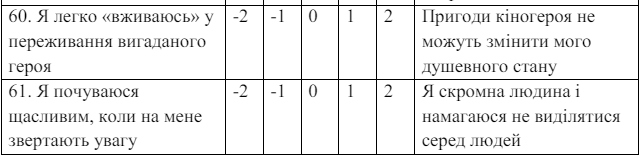 60. Я легко «вживаюсь» у -2 -1 0 1 2 Пригоди кіногероя не
переживання вигаданого можуть змінити мого
героя душевного стану
61. Я почуваюся -2 -1 0 1 2 Я скромна людина і
щасливим, коли на мене намагаюся не виділятися
звертають увагу серед людей